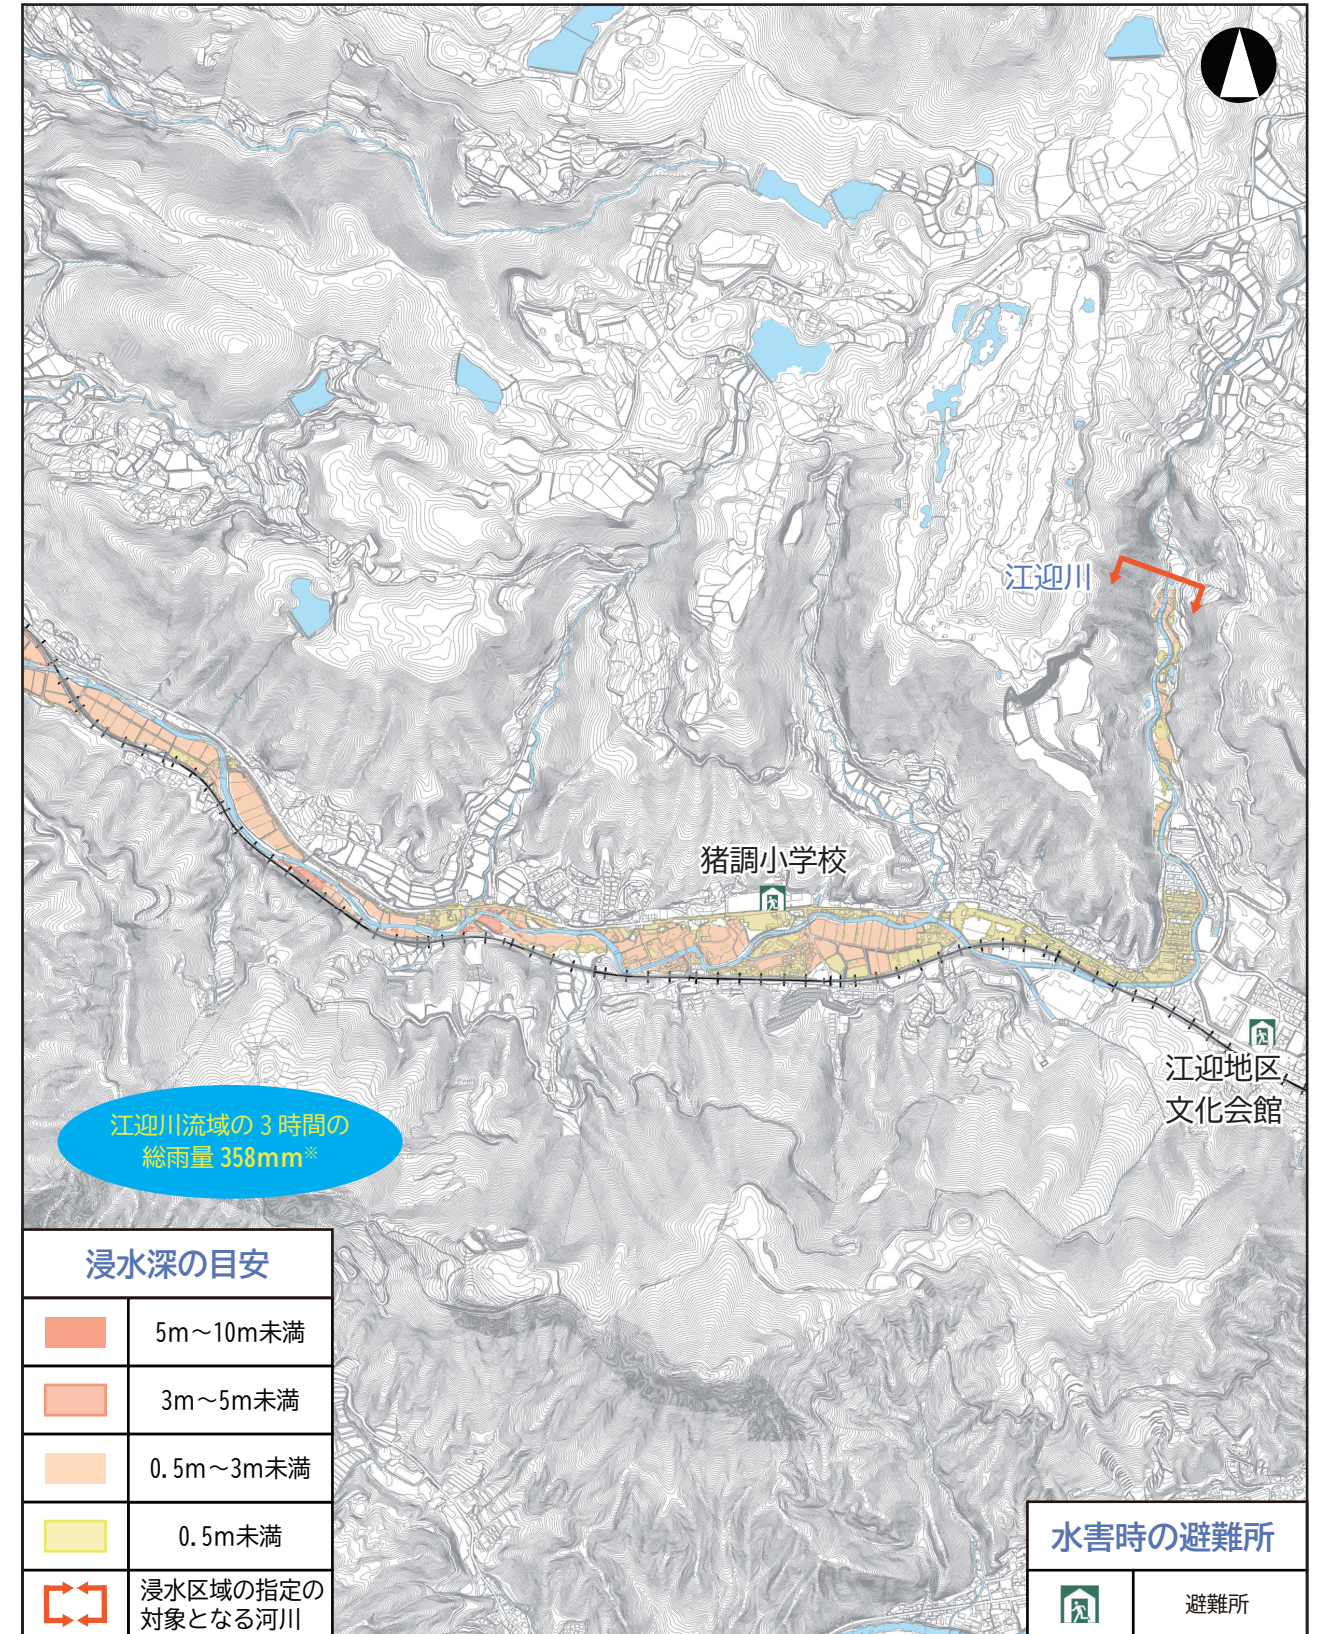 江迎川
猪調小学校
江迎地区
文化会館
江迎川流域の3時間の
総雨量 358mm※
浸水深の目安
5m～10m未満
3m～5m未満
0.5m～3m未満
0.5m未満
浸水区域の指定の
対象となる河川
水害時の避難所
避難所